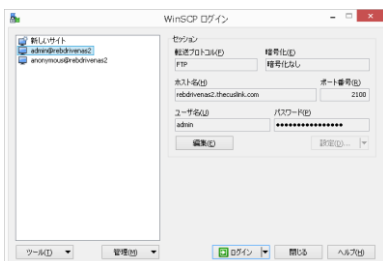 WinSCP ログイン
新しいサイト
admin@rebdrivenas2
anonymous@rebdrivenas2
セッション
転送プロトコル(F)
暗号化(E)
FTP
暗号化なし
ホスト名(H)
ポート番号(R)
rebdrivenas2.thecuslink.com
2100
ユーザ名(U)
パスワード(P)
admin
••••••••••••••••
編集(E)
設定(D)...
ツール(T)
管理(M)
ログイン
閉じる
ヘルプ(H)